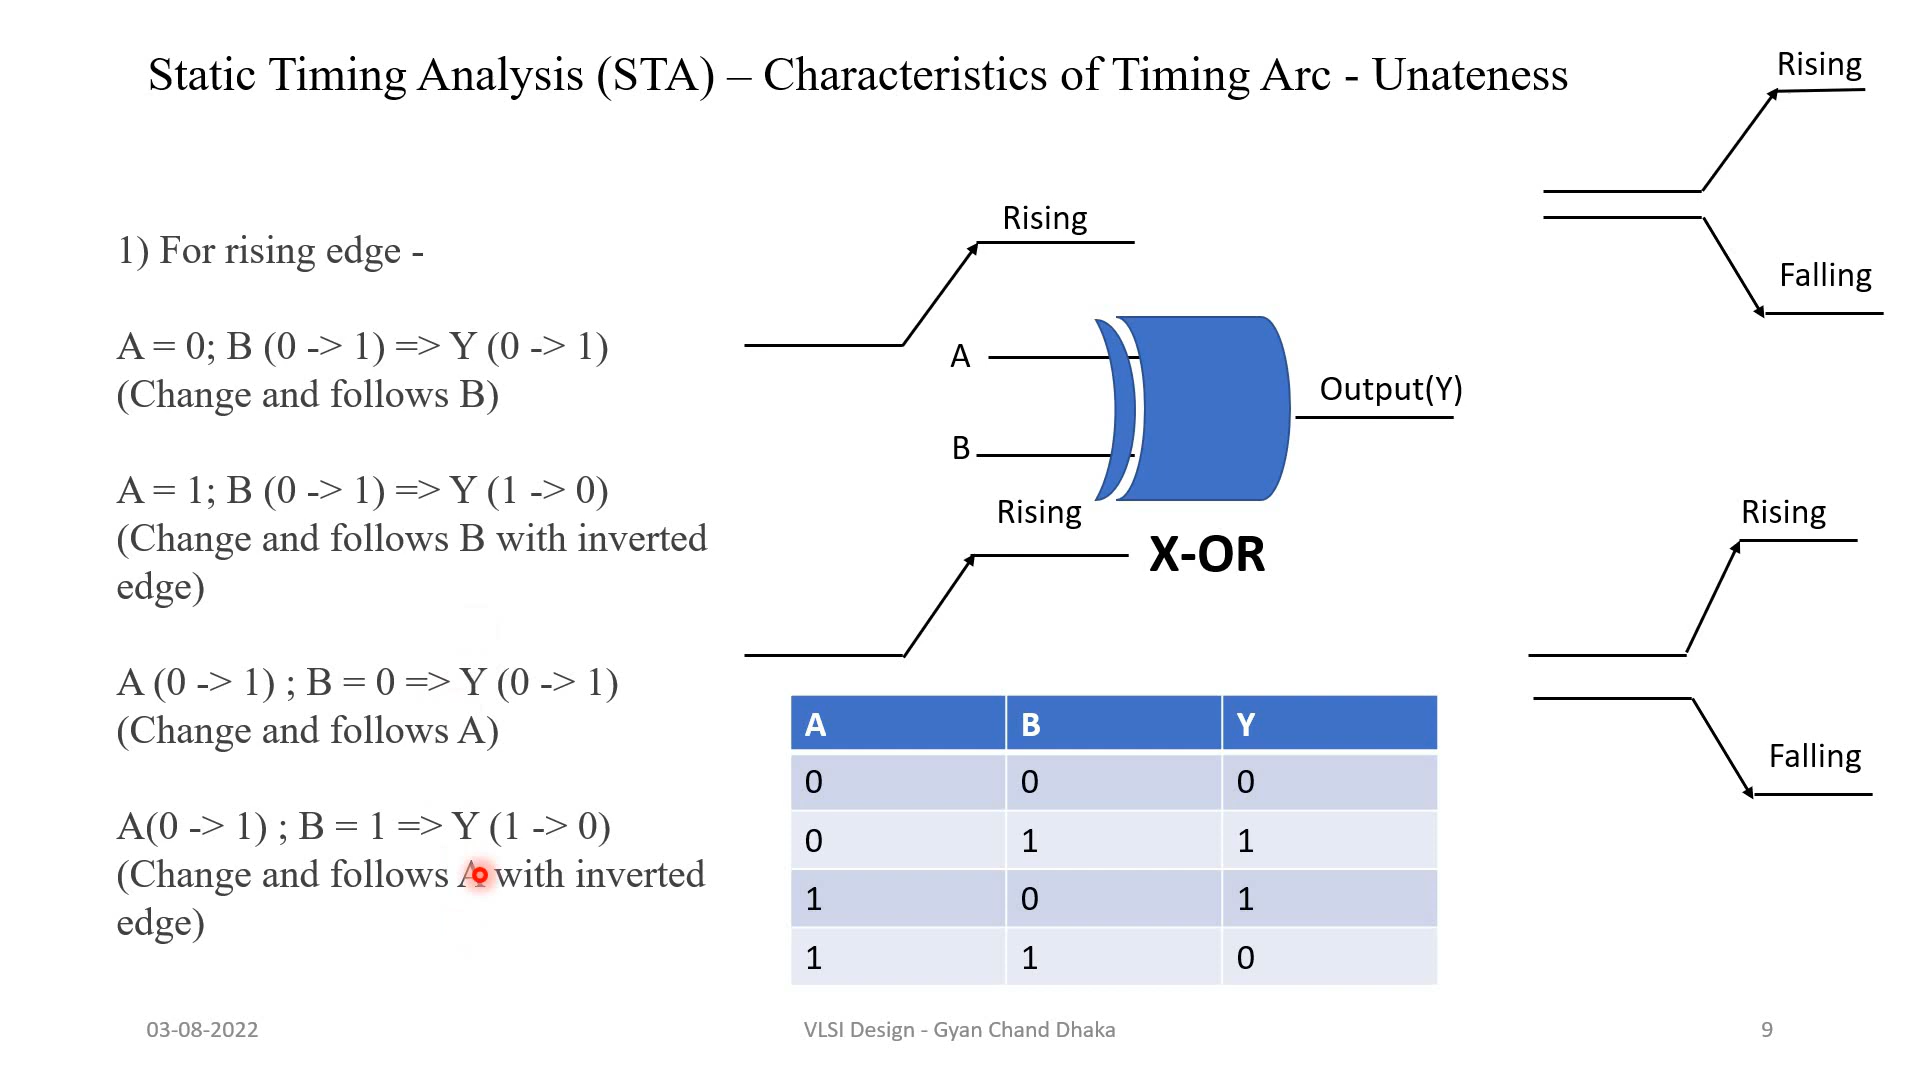 Static Timing Analysis (STA) – Characteristics of Timing Arc - Unateness
Rising
Falling
1) For rising edge -
A = 0; B (0 -> 1) => Y (0 -> 1)
(Change and follows B)
A = 1; B (0 -> 1) => Y (1 -> 0)
(Change and follows B with inverted
edge)
A (0 -> 1) ; B = 0 => Y (0 -> 1)
(Change and follows A)
A(0 -> 1) ; B = 1 => Y (1 -> 0)
(Change and follows A with inverted
edge)
Rising
A
B
Output(Y)
Rising
X-OR
Rising
Falling
A B Y
0 0 0
0 1 1
1 0 1
1 1 0
03-08-2022
VLSI Design - Gyan Chand Dhaka
9